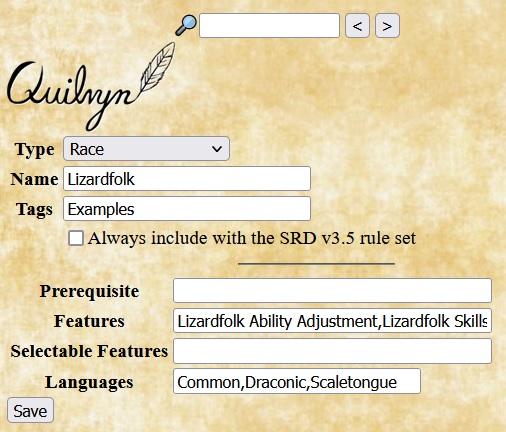 < >
Quilvyn
Type Race
Name Lizardfolk
Tags Examples
Always include with the SRD v3.5 rule set
Prerequisite
Features Lizardfolk Ability Adjustment,Lizardfolk Skills
Selectable Features
Languages Common,Draconic,Scaletongue
Save